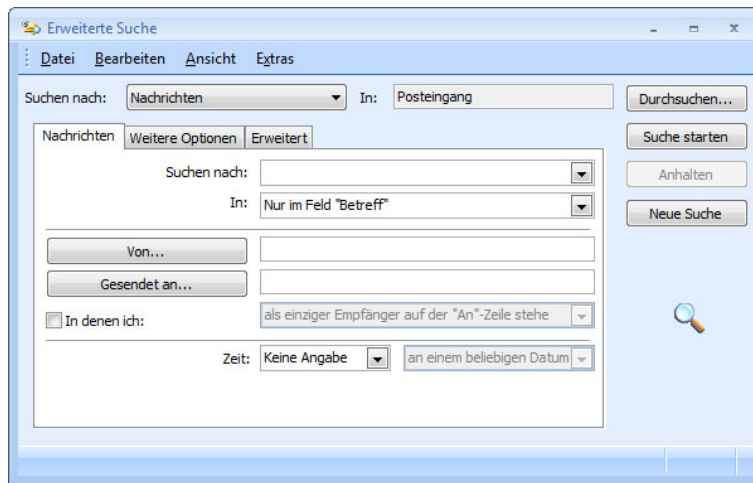 Erweiterte Suche
Datei Bearbeiten Ansicht Extras
Suchen nach: Nachrichten In: Posteingang Durchsuchen...
Nachrichten Weitere Optionen Erweitert Suche starten
Suchen nach: Anhalten
In: Nur im Feld "Betreff" Neue Suche
Von...
Gesendet an...
In denen ich: als einziger Empfänger auf der "An"-Zeile stehe
Zeit: Keine Angabe an einem beliebigen Datum